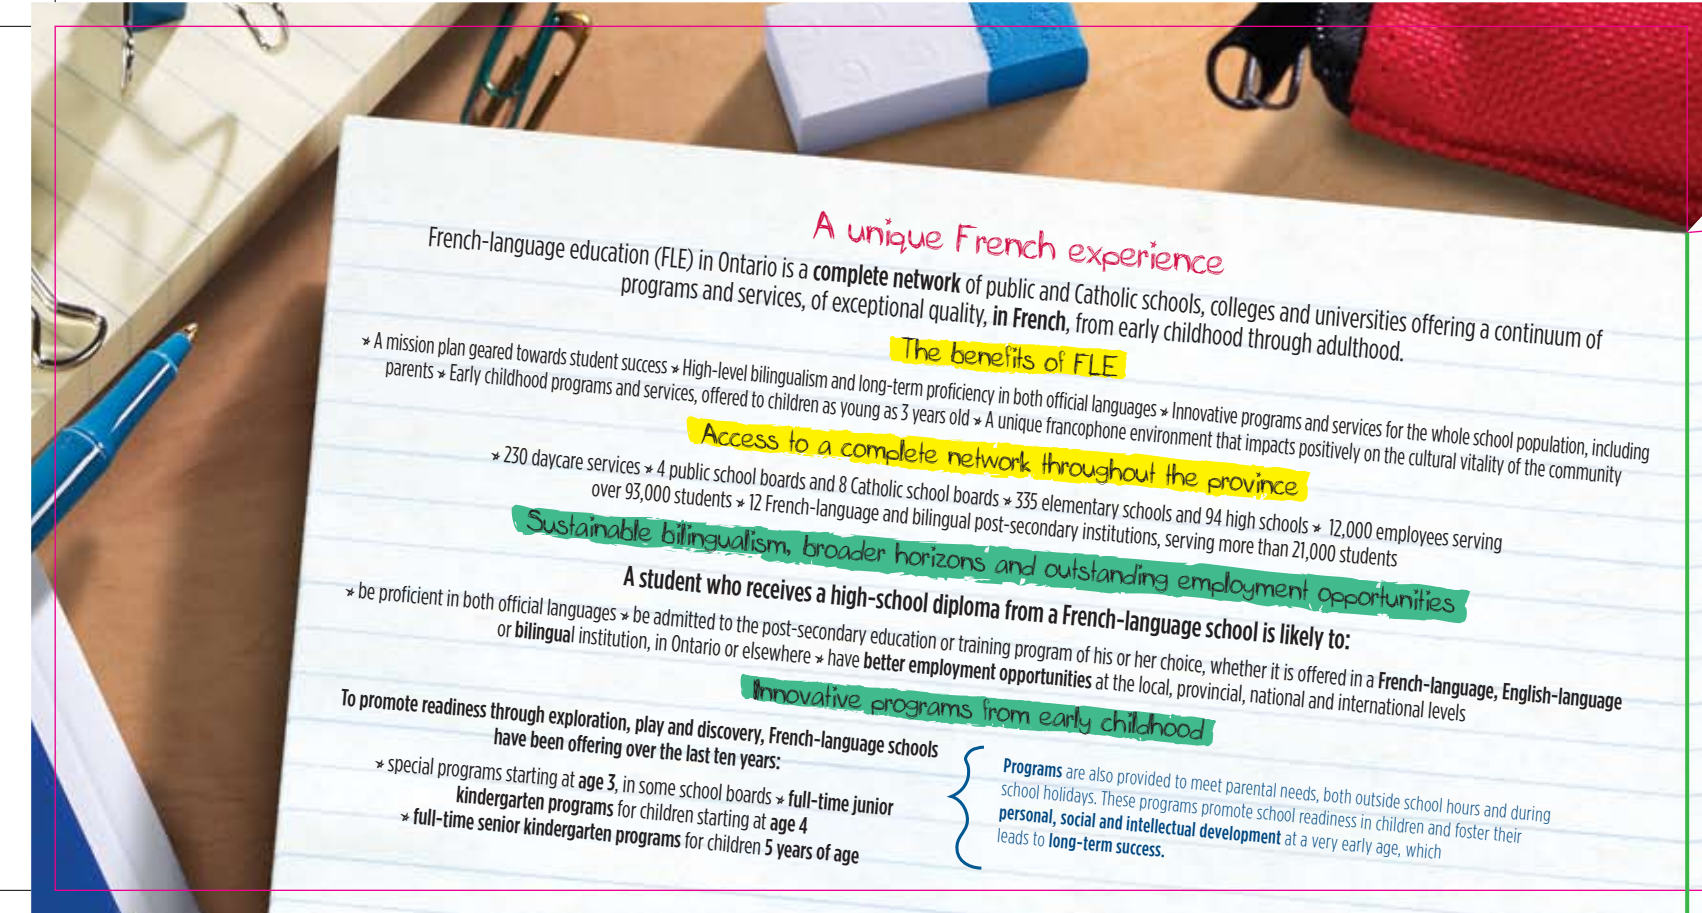 A unique French experience
French-language education (FLE) in Ontario is a complete network of public and Catholic schools, colleges and universities offering a continuum of
programs and services, of exceptional quality, in French, from early childhood through adulthood.
The benefits of FLE
* A mission plan geared towards student success * High-level bilingualism and long-term proficiency in both official languages * Innovative programs and services for the whole school population, including
parents * Early childhood programs and services, offered to children as young as 3 years old * A unique francophone environment that impacts positively on the cultural vitality of the community
Access to a complete network throughout the province
* 230 daycare services * 4 public school boards and 8 Catholic school boards * 335 elementary schools and 94 high schools * 12,000 employees serving
over 93,000 students * 12 French-language and bilingual post-secondary institutions, serving more than 21,000 students
Sustainable bilingualism, broader horizons and outstanding employment opportunities
A student who receives a high-school diploma from a French-language school is likely to:
* be proficient in both official languages * be admitted to the post-secondary education or training program of his or her choice, whether it is offered in a French-language, English-language
or bilingual institution, in Ontario or elsewhere * have better employment opportunities at the local, provincial, national and international levels
Innovative programs from early childhood
To promote readiness through exploration, play and discovery, French-language schools
have been offering over the last ten years:
* special programs starting at age 3, in some school boards * full-time junior
kindergarten programs for children starting at age 4
* full-time senior kindergarten programs for children 5 years of age
Programs are also provided to meet parental needs, both outside school hours and during
school holidays. These programs promote school readiness in children and foster their
personal, social and intellectual development at a very early age, which
leads to long-term success.